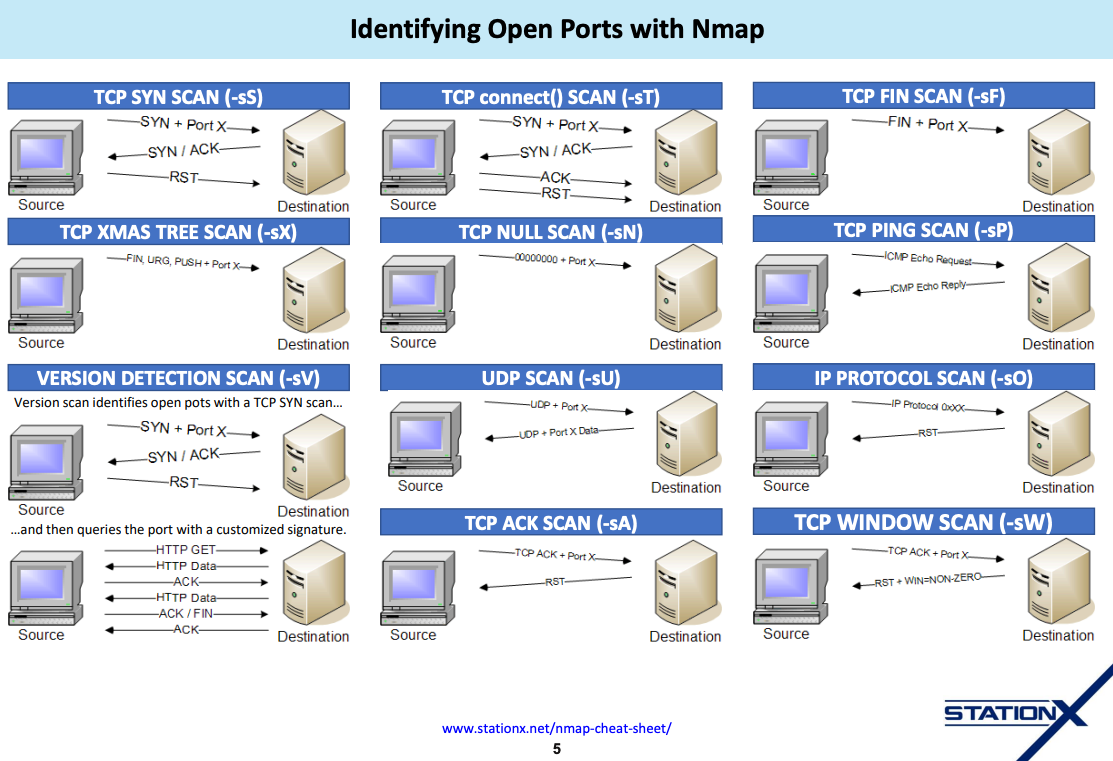 Identifying Open Ports with Nmap
TCP SYN SCAN (-sS)
SYN + Port X
SYN / ACK
RST
Source
Destination
TCP connect() SCAN (-sT)
SYN + Port X
SYN / ACK
ACK
RST
Source
Destination
TCP FIN SCAN (-sF)
FIN + Port X
Source
Destination
TCP XMAS TREE SCAN (-sX)
FIN, URG, PUSH + Port X
Source
Destination
TCP NULL SCAN (-sN)
00000000 + Port X
Source
Destination
TCP PING SCAN (-sP)
ICMP Echo Request
ICMP Echo Reply
Source
Destination
VERSION DETECTION SCAN (-sV)
Version scan identifies open pots with a TCP SYN scan…
SYN + Port X
SYN / ACK
RST
Source
Destination
…and then queries the port with a customized signature.
HTTP GET
HTTP Data
ACK
HTTP Data
ACK / FIN
ACK
Source
Destination
UDP SCAN (-sU)
UDP + Port X
UDP + Port X Data
Source
Destination
IP PROTOCOL SCAN (-sO)
IP Protocol 0xXX
RST
Source
Destination
TCP ACK SCAN (-sA)
TCP ACK + Port X
RST
Source
Destination
TCP WINDOW SCAN (-sW)
TCP ACK + Port X
RST + WIN=NON-ZERO
Source
Destination
STATIONX
www.stationx.net/nmap-cheat-sheet/
5